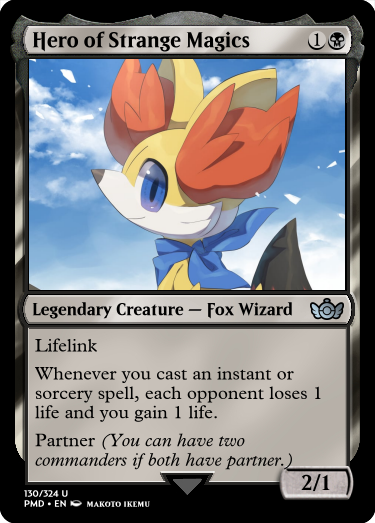 Hero of Strange Magics 1
Legendary Creature — Fox Wizard
Lifelink
Whenever you cast an instant or
sorcery spell, each opponent loses 1
life and you gain 1 life.
Partner (You can have two
commanders if both have partner.)
2/1
130/324 U
PMD • EN MAKOTO IKEMU